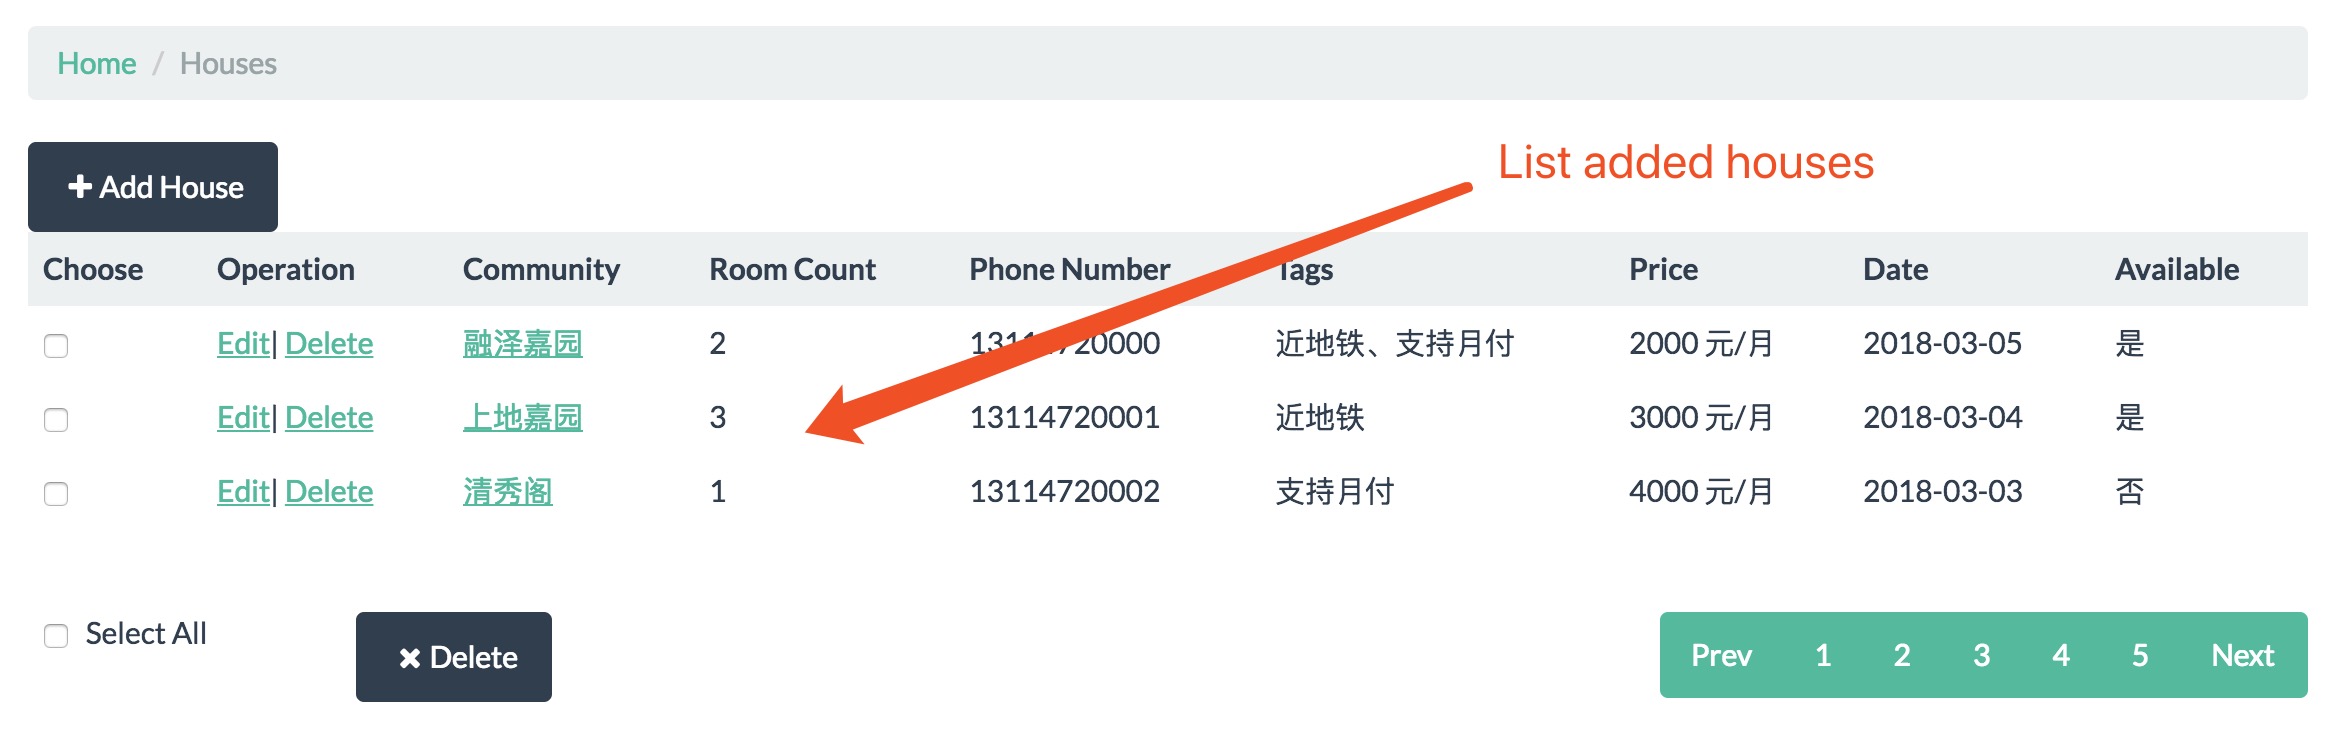 Home / Houses
List added houses
Add House
Choose Operation Community Room Count Phone Number Tags Price Date Available
Edit| Delete 融泽嘉园 2 近地铁、支持月付 2000 元/月 2018-03-05 是
Edit| Delete 上地嘉园 3 13114720001 近地铁 3000 元/月 2018-03-04 是
Edit| Delete 清秀阁 1 13114720002 支持月付 4000 元/月 2018-03-03 否
Select All Delete Prev 1 2 3 4 5 Next